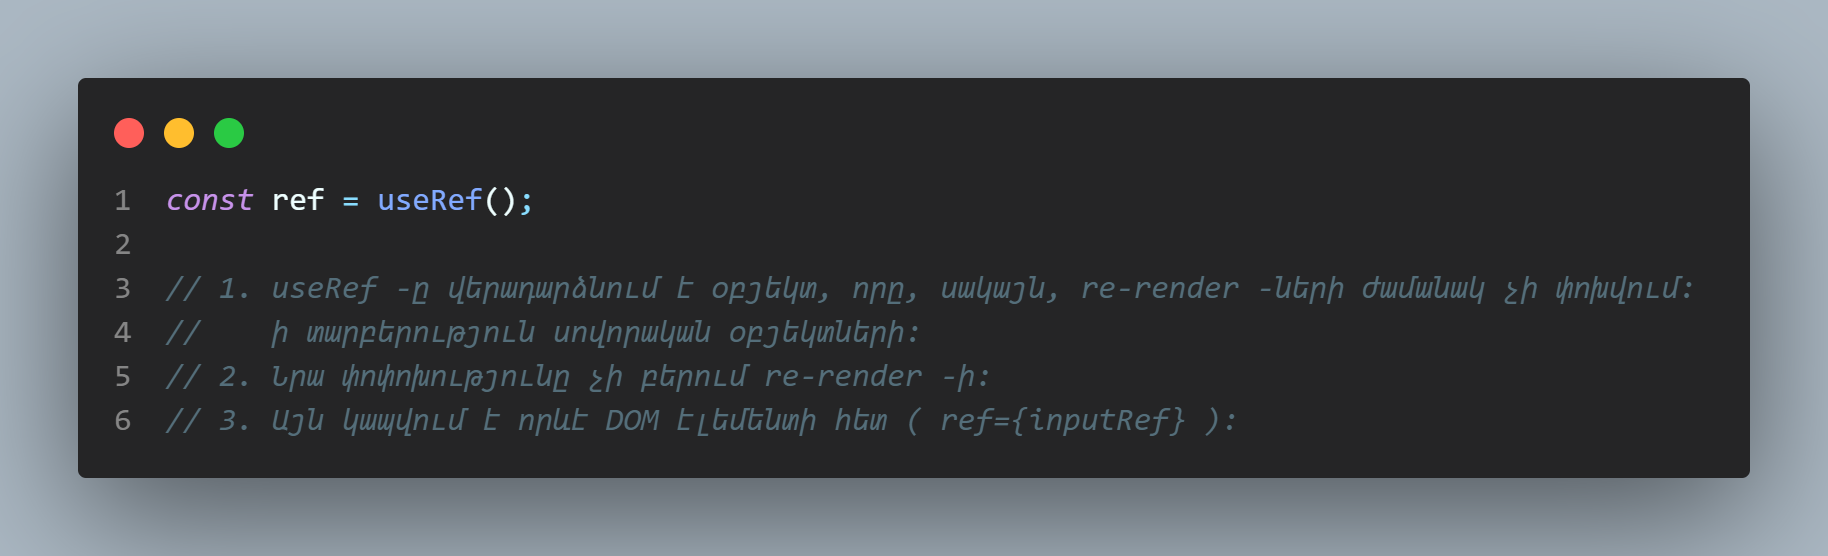 1 const ref = useRef();
2
3 // 1. useRef -ը վերադարձնում է օբյեկտ, որը, սակայն, re-render -ների ժամանակ չի փոխվում:
4 //    ի տարբերություն սովորական օբյեկտների:
5 // 2. Նրա փոփոխությունը չի բերում re-render -ի:
6 // 3. Այն կապվում է որևէ DOM էլեմենտի հետ ( ref={inputRef} ):